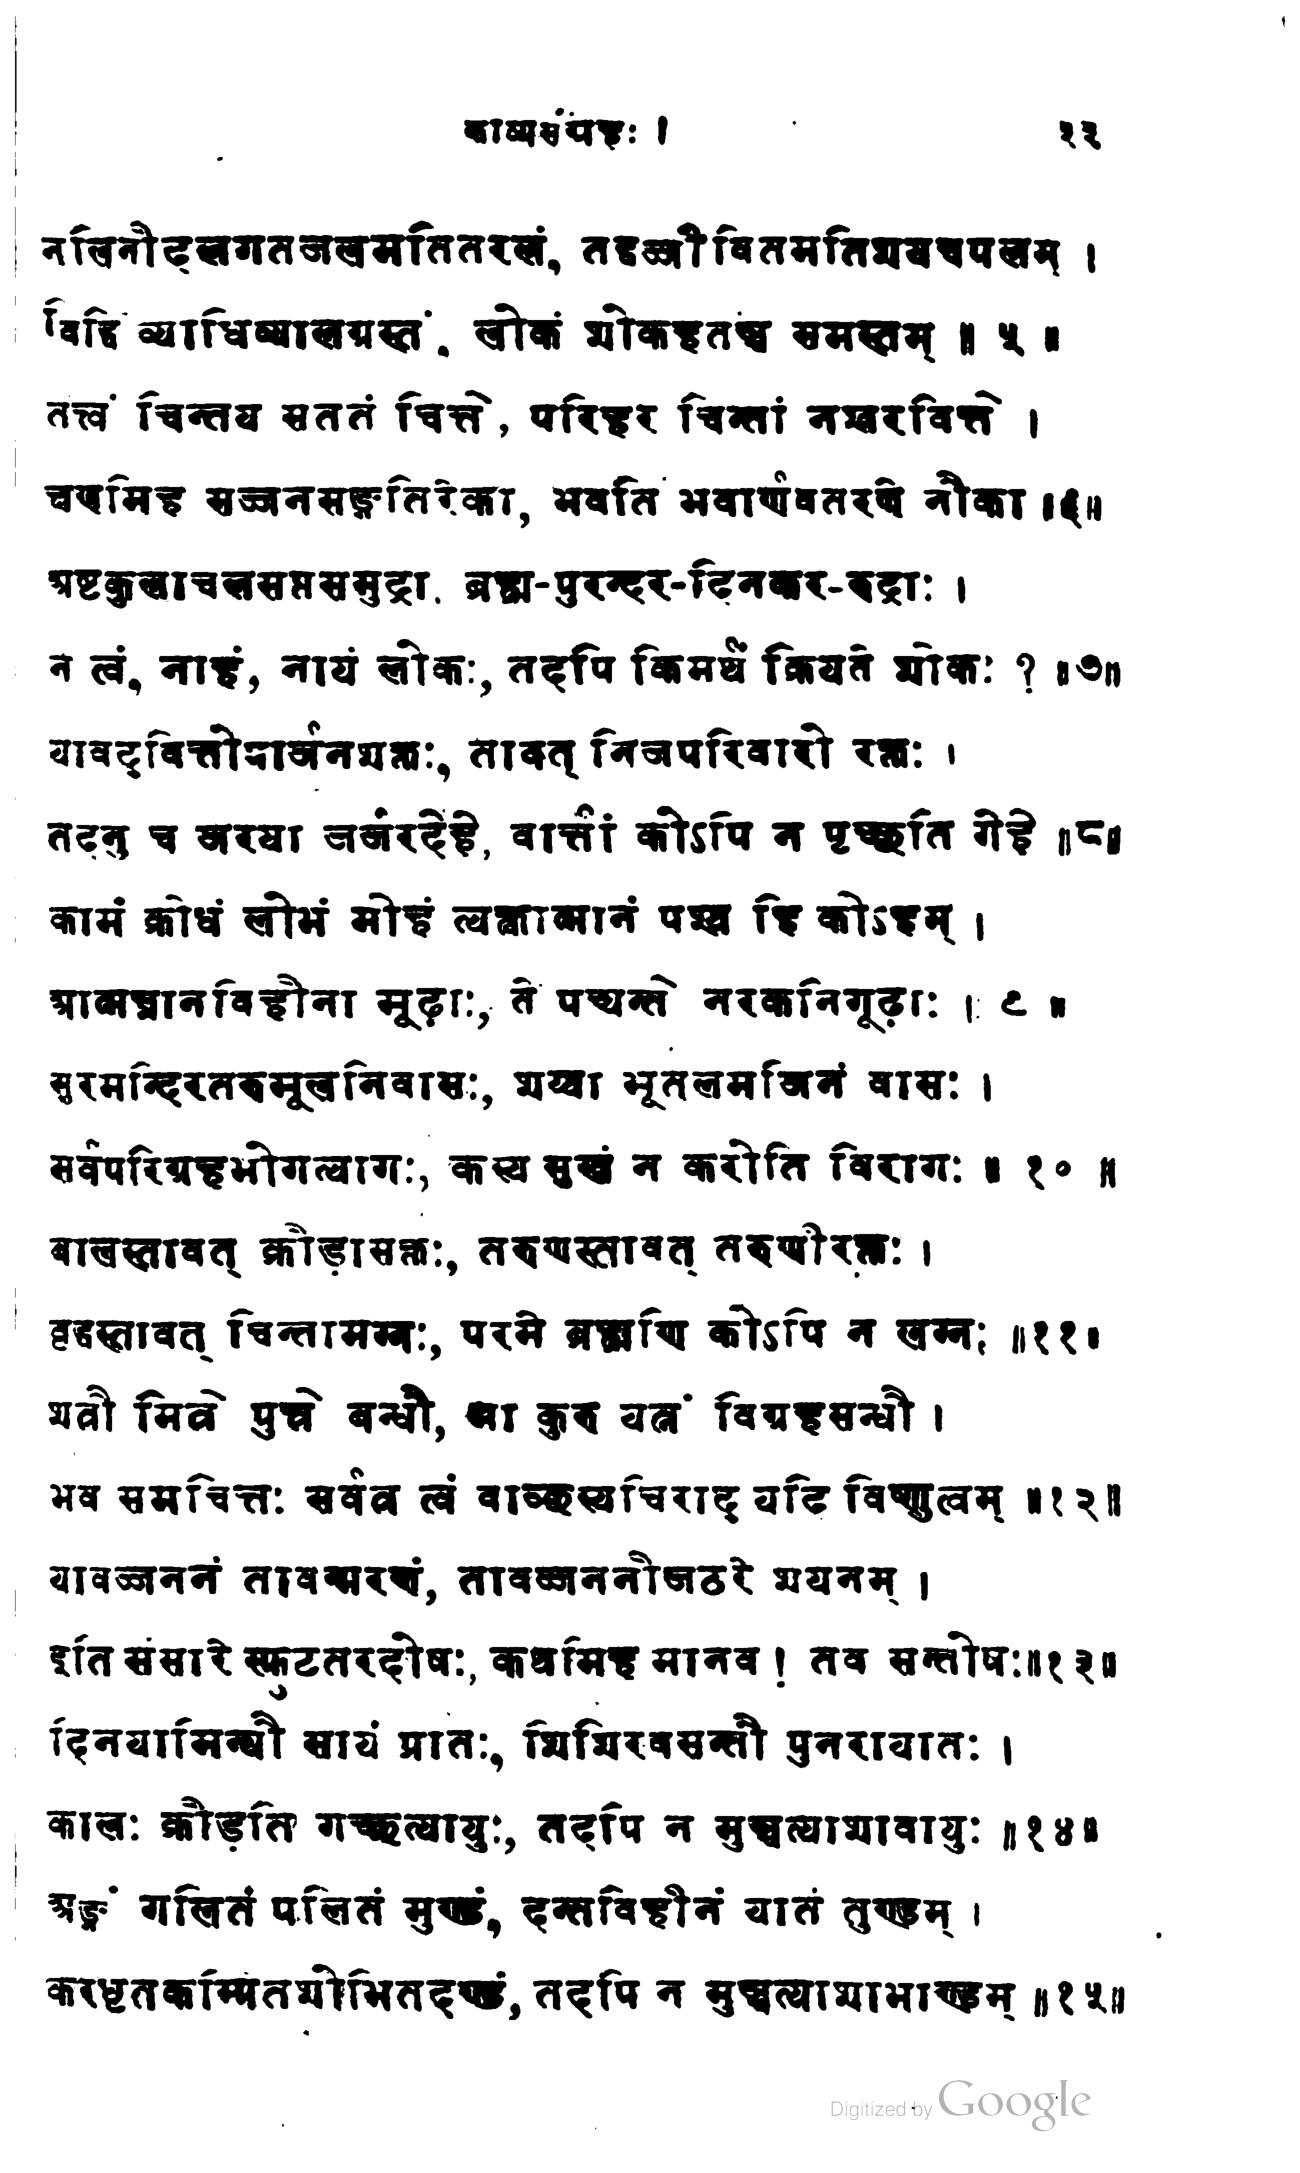 काव्यसंग्रहः । २३
नलिनीदलगतजलमतितरलं, तद्वज्जीवितमतिशयचपलम् ।
विद्धि व्याधिव्यालग्रस्तं, लोकं शोकहतञ्च समस्तम् ॥ ५ ॥
तत्त्वं चिन्तय सततं चित्ते, परिहर चिन्तां नश्वरवित्ते ।
क्षणमिह सज्जनसङ्गतिरेका, भवति भवार्णवतरणे नौका ॥६॥
अष्टकुलाचलसप्तसमुद्रा, ब्रह्म-पुरन्दर-दिनकर-रुद्राः ।
न त्वं, नाहं, नायं लोकः, तदपि किमर्थं क्रियते शोकः ? ॥७॥
यावद्वित्तोपार्जनशक्तः, तावत् निजपरिवारो रक्तः ।
तदनु च जरया जर्जरदेहे, वार्त्तां कोऽपि न पृच्छति गेहे ॥८॥
कामं क्रोधं लोभं मोहं त्यक्त्वात्मानं पश्य हि कोऽहम् ।
आत्मज्ञानविहीना मूढ़ाः, ते पच्यन्ते नरकनिगूढ़ाः । ९ ॥
सुरमन्दिरतरुमूलनिवासः, शय्या भूतलमजिनं वासः ।
सर्वपरिग्रहभोगत्यागः, कस्य सुखं न करोति विरागः ॥ १० ॥
बालस्तावत् क्रीड़ासक्तः, तरुणस्तावत् तरुणीरक्तः ।
वृद्धस्तावत् चिन्तामग्नः, परमे ब्रह्मणि कोऽपि न लग्नः ॥११॥
शत्रौ मित्रे पुत्त्रे बन्धौ, मा कुरु यत्नं विग्रहसन्धौ ।
भव समचित्तः सर्वत्र त्वं वाञ्छस्यचिराद् यदि विष्णुत्वम् ॥१२॥
यावज्जननं तावन्मरणं, तावज्जननीजठरे शयनम् ।
इति संसारे स्फुटतरदोषः, कथमिह मानव ! तव सन्तोषः॥१३॥
दिनयामिन्यौ सायं प्रातः, शिशिरवसन्तौ पुनरायातः ।
कालः क्रीड़ति गच्छत्यायुः, तदपि न मुञ्चत्याशावायुः ॥१४॥
अङ्गं गलितं पलितं मुण्डं, दन्तविहीनं यातं तुण्डम् ।
करधृतकम्पितशोभितदण्डं, तदपि न मुञ्चत्याशाभाण्डम् ॥१५॥
Digitized by Google